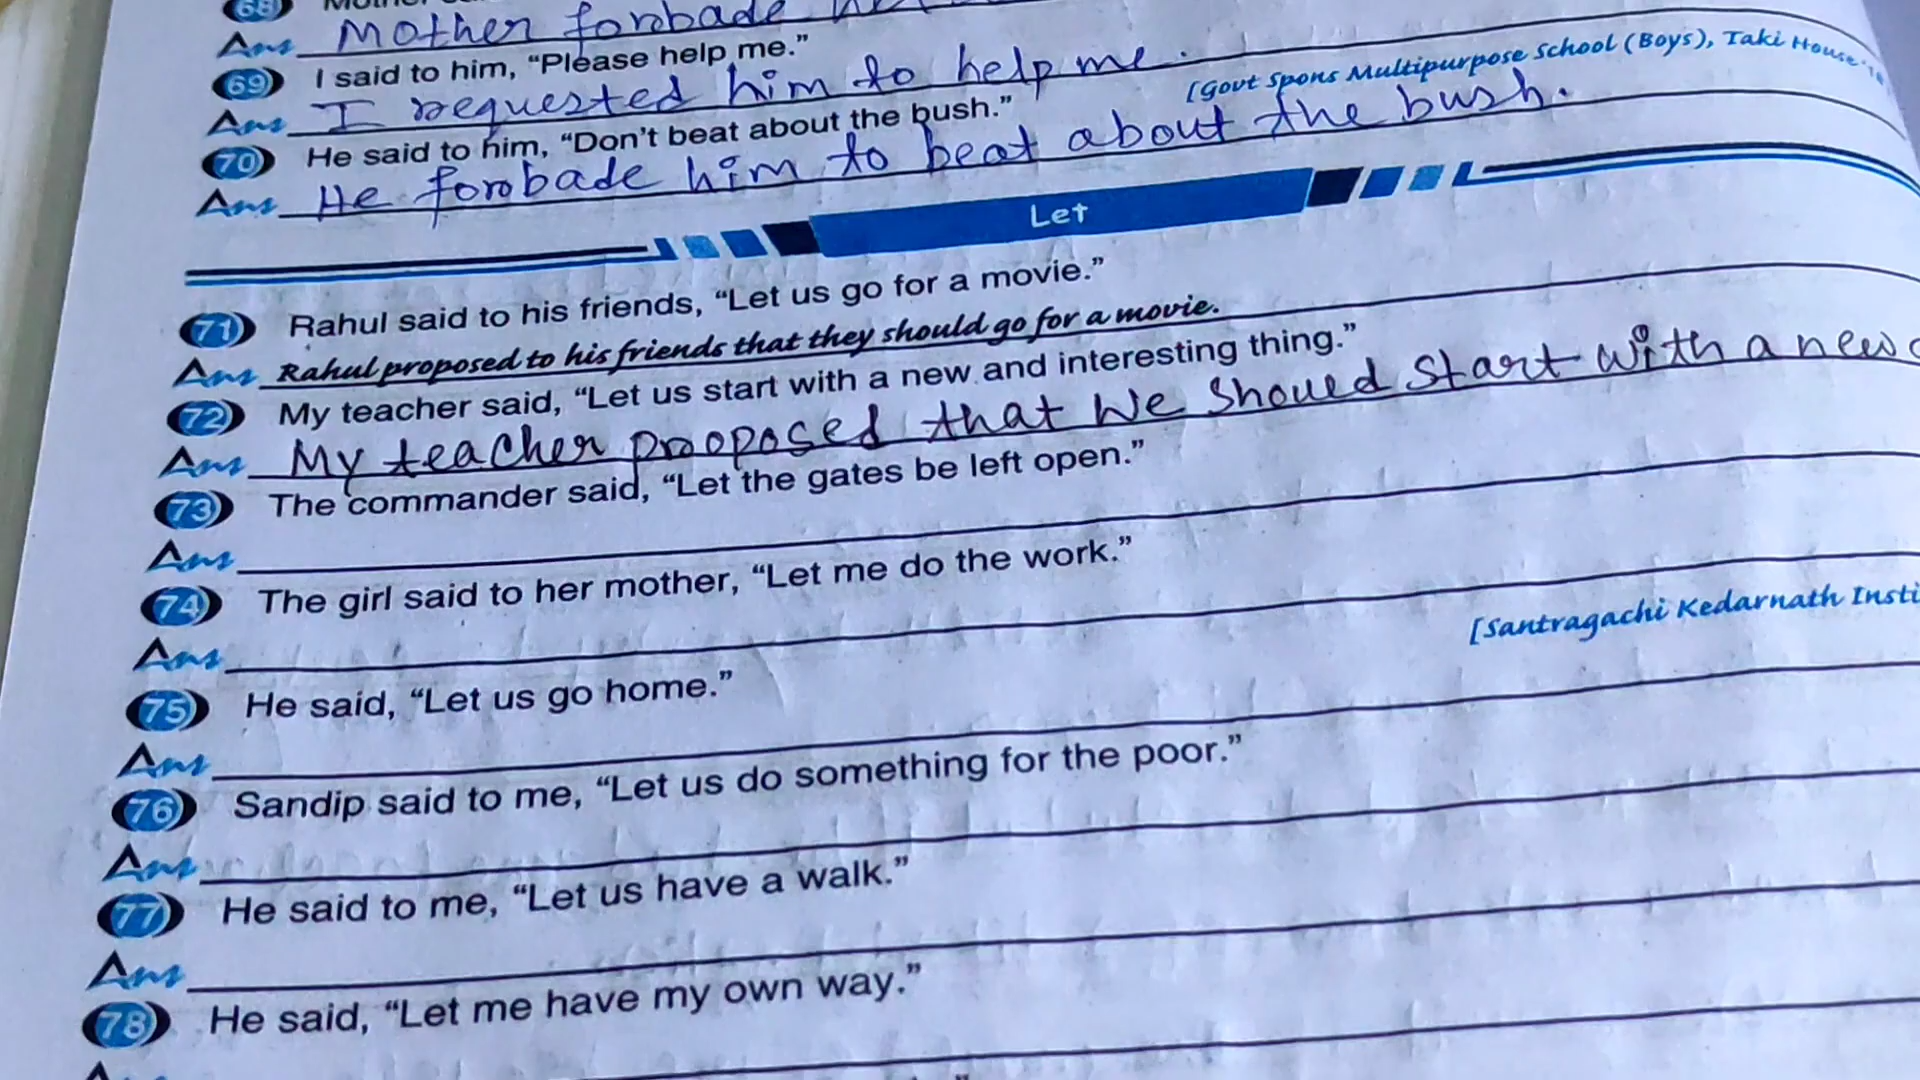 68
Ans Mother forobade
69 I said to him, “Please help me.”
Ans I requested him to help me.
[Govt Spons Multipurpose School (Boys), Taki House
70 He said to him, “Don't beat about the bush.”
Ans He forobade him to beat about the bush.
Let
71 Rahul said to his friends, “Let us go for a movie.”
Ans Rahul proposed to his friends that they should go for a movie.
72 My teacher said, “Let us start with a new and interesting thing.”
Ans My teacher proposed that we should start with a new
73 The commander said, “Let the gates be left open.”
Ans
74 The girl said to her mother, “Let me do the work.”
Ans
[Santragachi Kedarnath Insti
75 He said, “Let us go home.”
Ans
76 Sandip said to me, “Let us do something for the poor.”
Ans
77 He said to me, “Let us have a walk.”
Ans
78 He said, “Let me have my own way.”